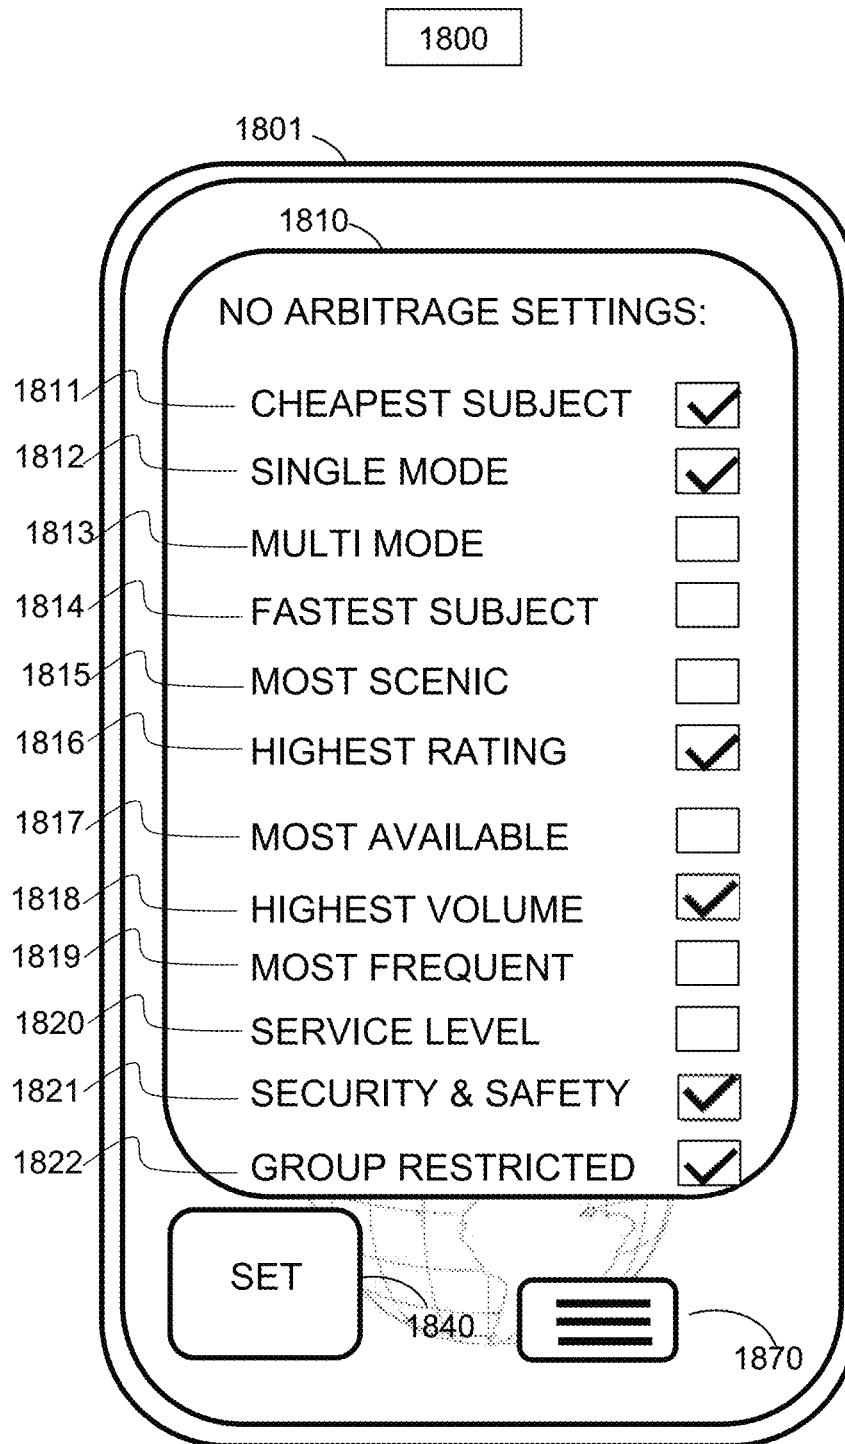 1800
1801
1810
NO ARBITRAGE SETTINGS:
1811 CHEAPEST SUBJECT
1812 SINGLE MODE
1813 MULTI MODE
1814 FASTEST SUBJECT
1815 MOST SCENIC
1816 HIGHEST RATING
1817 MOST AVAILABLE
1818 HIGHEST VOLUME
1819 MOST FREQUENT
1820 SERVICE LEVEL
1821 SECURITY & SAFETY
1822 GROUP RESTRICTED
SET
1840
1870